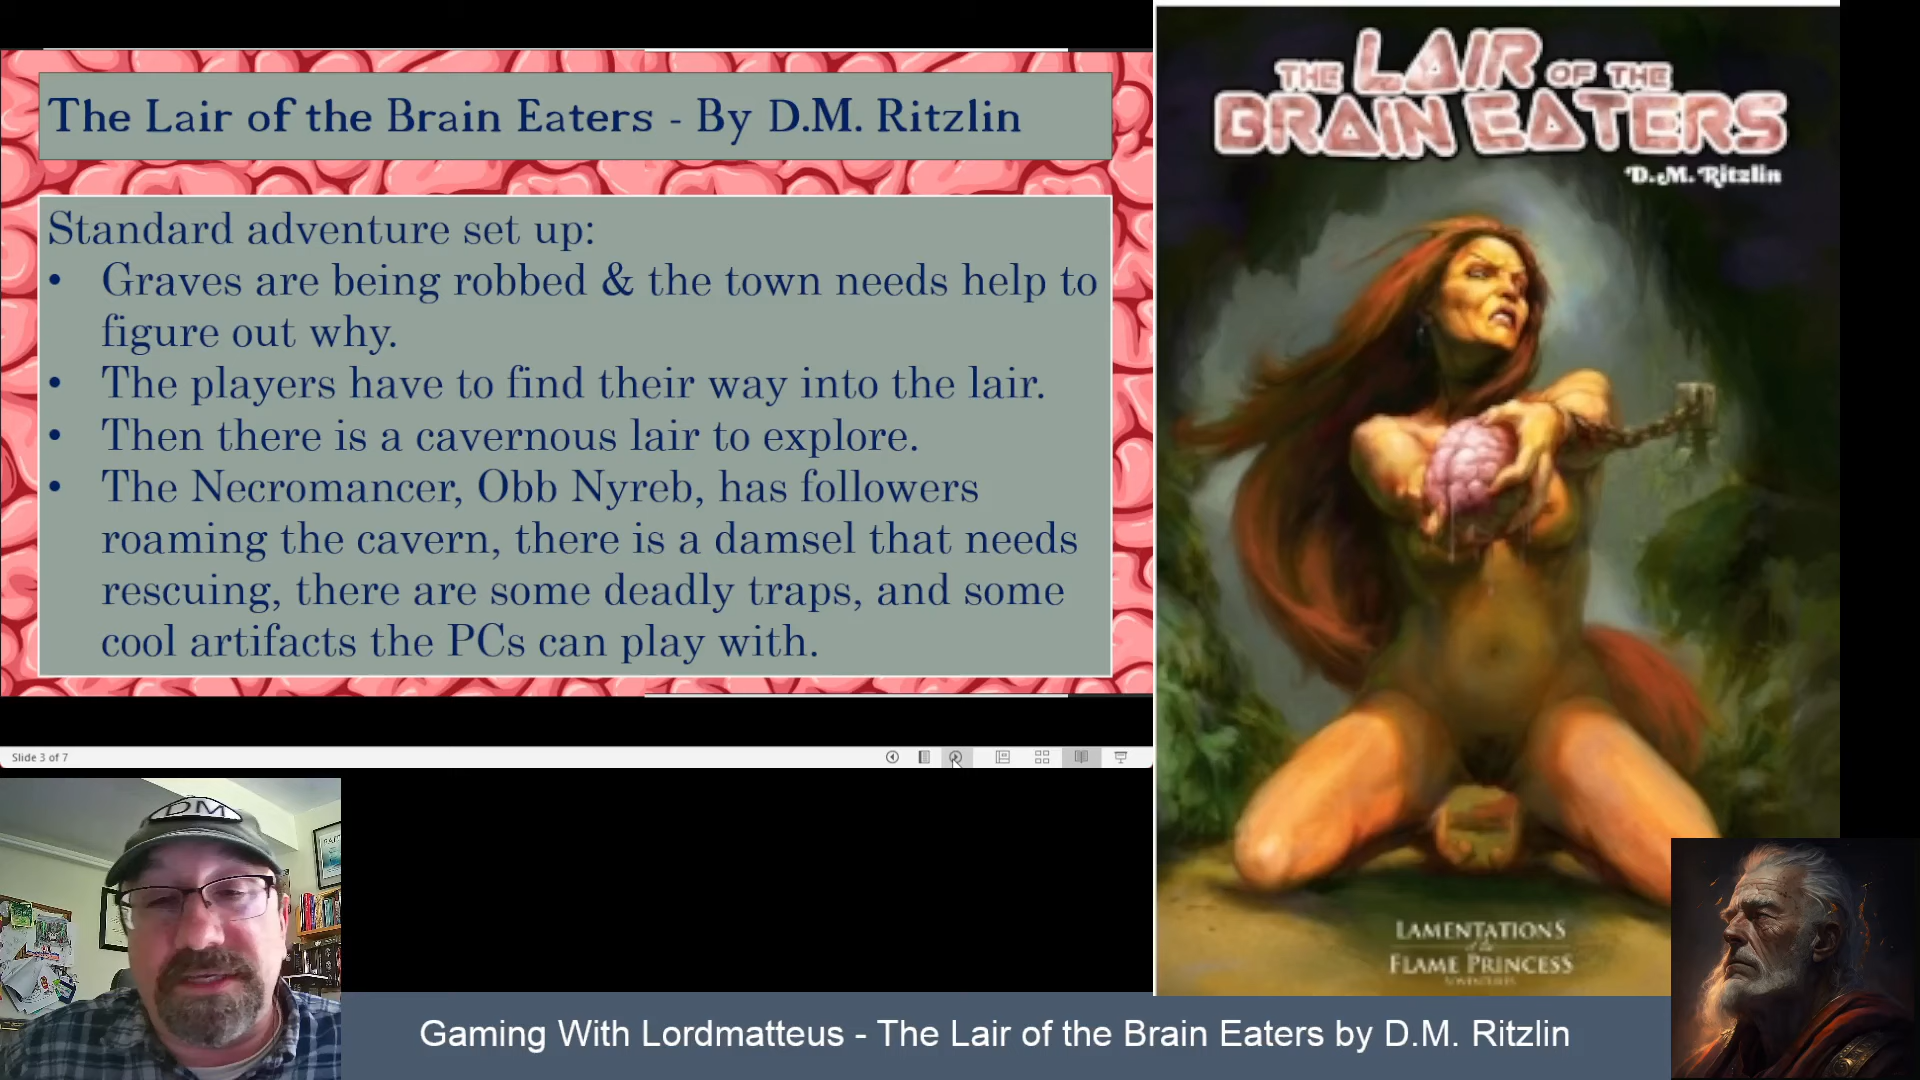 The Lair of the Brain Eaters - By D.M. Ritzlin
Standard adventure set up:
• Graves are being robbed & the town needs help to
figure out why.
• The players have to find their way into the lair.
• Then there is a cavernous lair to explore.
• The Necromancer, Obb Nyreb, has followers
roaming the cavern, there is a damsel that needs
rescuing, there are some deadly traps, and some
cool artifacts the PCs can play with.
Slide 3 of 7
THE LAIR OF THE
BRAIN EATERS
D.M. Ritzlin
LAMENTATIONS
of the
FLAME PRINCESS
ADVENTURES
DM
Gaming With Lordmatteus - The Lair of the Brain Eaters by D.M. Ritzlin